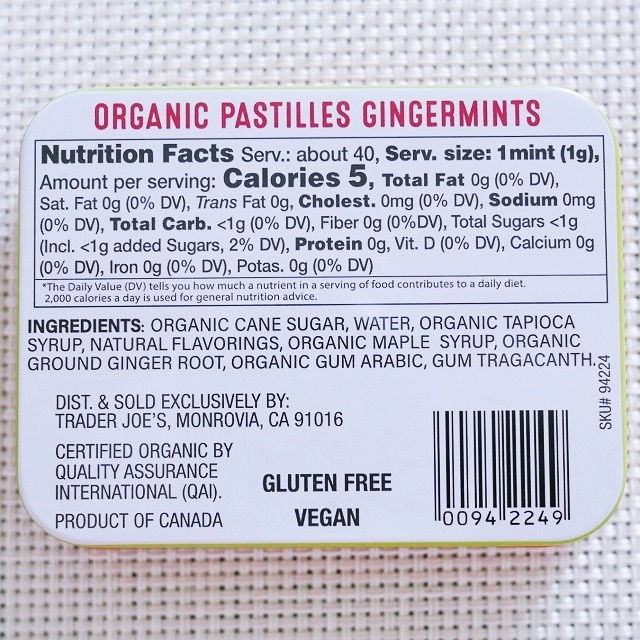 ORGANIC PASTILLES GINGERMINTS
Nutrition Facts Serv.: about 40, Serv. size: 1 mint (1g),
Amount per serving: Calories 5, Total Fat 0g (0% DV),
Sat. Fat 0g (0% DV), Trans Fat 0g, Cholest. 0mg (0% DV), Sodium 0mg
(0% DV), Total Carb. <1g (0% DV), Fiber 0g (0%DV), Total Sugars <1g
(Incl. <1g added Sugars, 2% DV), Protein 0g, Vit. D (0% DV), Calcium 0g
(0% DV), Iron 0g (0% DV), Potas. 0g (0% DV)
*The Daily Value (DV) tells you how much a nutrient in a serving of food contributes to a daily diet.
2,000 calories a day is used for general nutrition advice.
INGREDIENTS: ORGANIC CANE SUGAR, WATER, ORGANIC TAPIOCA
SYRUP, NATURAL FLAVORINGS, ORGANIC MAPLE SYRUP, ORGANIC
GROUND GINGER ROOT, ORGANIC GUM ARABIC, GUM TRAGACANTH.
SKU# 94224
DIST. & SOLD EXCLUSIVELY BY:
TRADER JOE'S, MONROVIA, CA 91016
CERTIFIED ORGANIC BY
QUALITY ASSURANCE
INTERNATIONAL (QAI).
PRODUCT OF CANADA
GLUTEN FREE
VEGAN
0094 2249